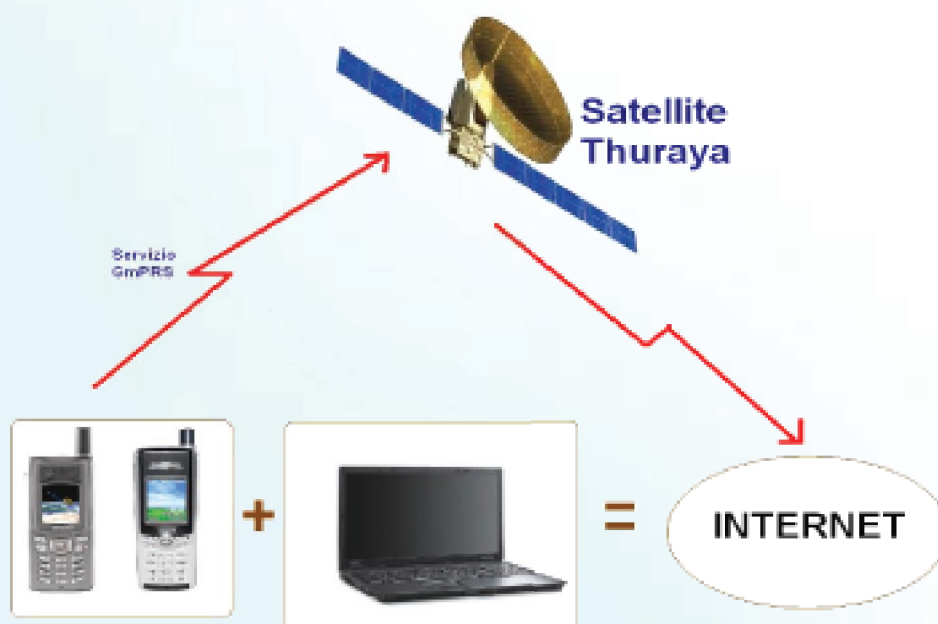 Satellite
Thuraya
Servizio
GmPRS
+
=
INTERNET